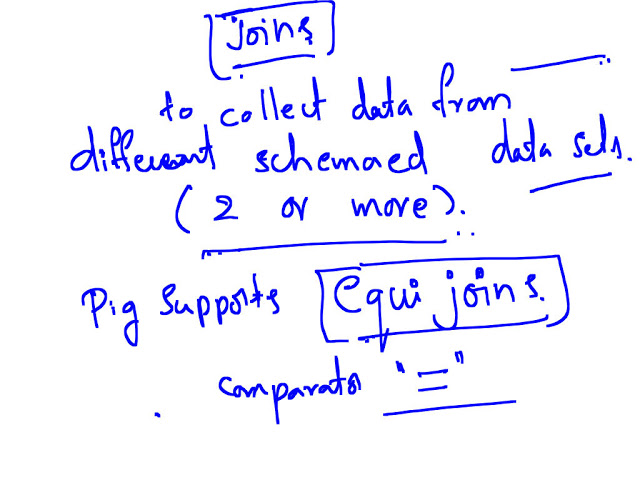 Joins
to collect data from
different schemaed data sets.
( 2 or more).
Pig Supports equi joins.
comparator "="